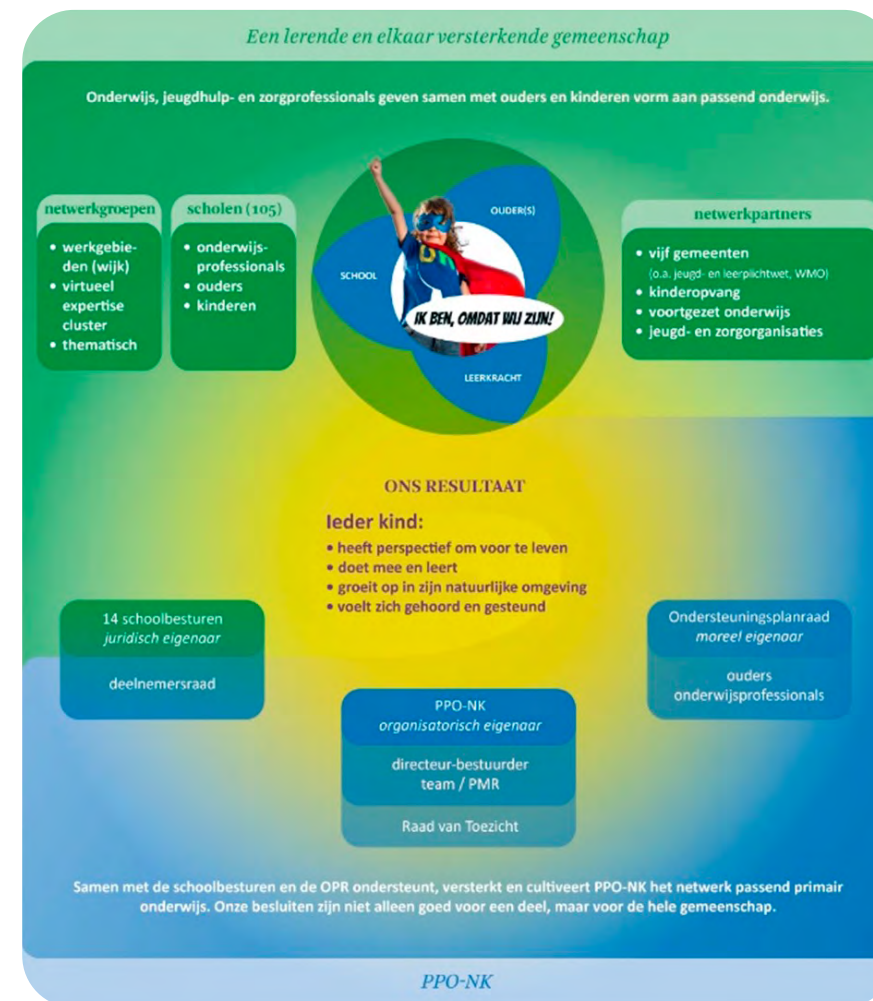 Een lerende en elkaar versterkende gemeenschap
Onderwijs, jeugdhulp- en zorgprofessionals geven samen met ouders en kinderen vorm aan passend onderwijs.
netwerkgroepen
• werkgebie-
den (wijk)
• virtueel
expertise
cluster
• thematisch
scholen (105)
• onderwijs-
professionals
• ouders
• kinderen
OUDER(S)
SCHOOL
IK BEN, OMDAT WIJ ZIJN!
LEERKRACHT
netwerkpartners
• vijf gemeenten
(o.a. jeugd- en leerplichtwet, WMO)
• kinderopvang
• voortgezet onderwijs
• jeugd- en zorgorganisaties
ONS RESULTAAT
Ieder kind:
• heeft perspectief om voor te leven
• doet mee en leert
• groeit op in zijn natuurlijke omgeving
• voelt zich gehoord en gesteund
14 schoolbesturen
juridisch eigenaar
deelnemersraad
PPO-NK
organisatorisch eigenaar
directeur-bestuurder
team / PMR
Raad van Toezicht
Ondersteuningsplanraad
moreel eigenaar
ouders
onderwijsprofessionals
Samen met de schoolbesturen en de OPR ondersteunt, versterkt en cultiveert PPO-NK het netwerk passend primair
onderwijs. Onze besluiten zijn niet alleen goed voor een deel, maar voor de hele gemeenschap.
PPO-NK